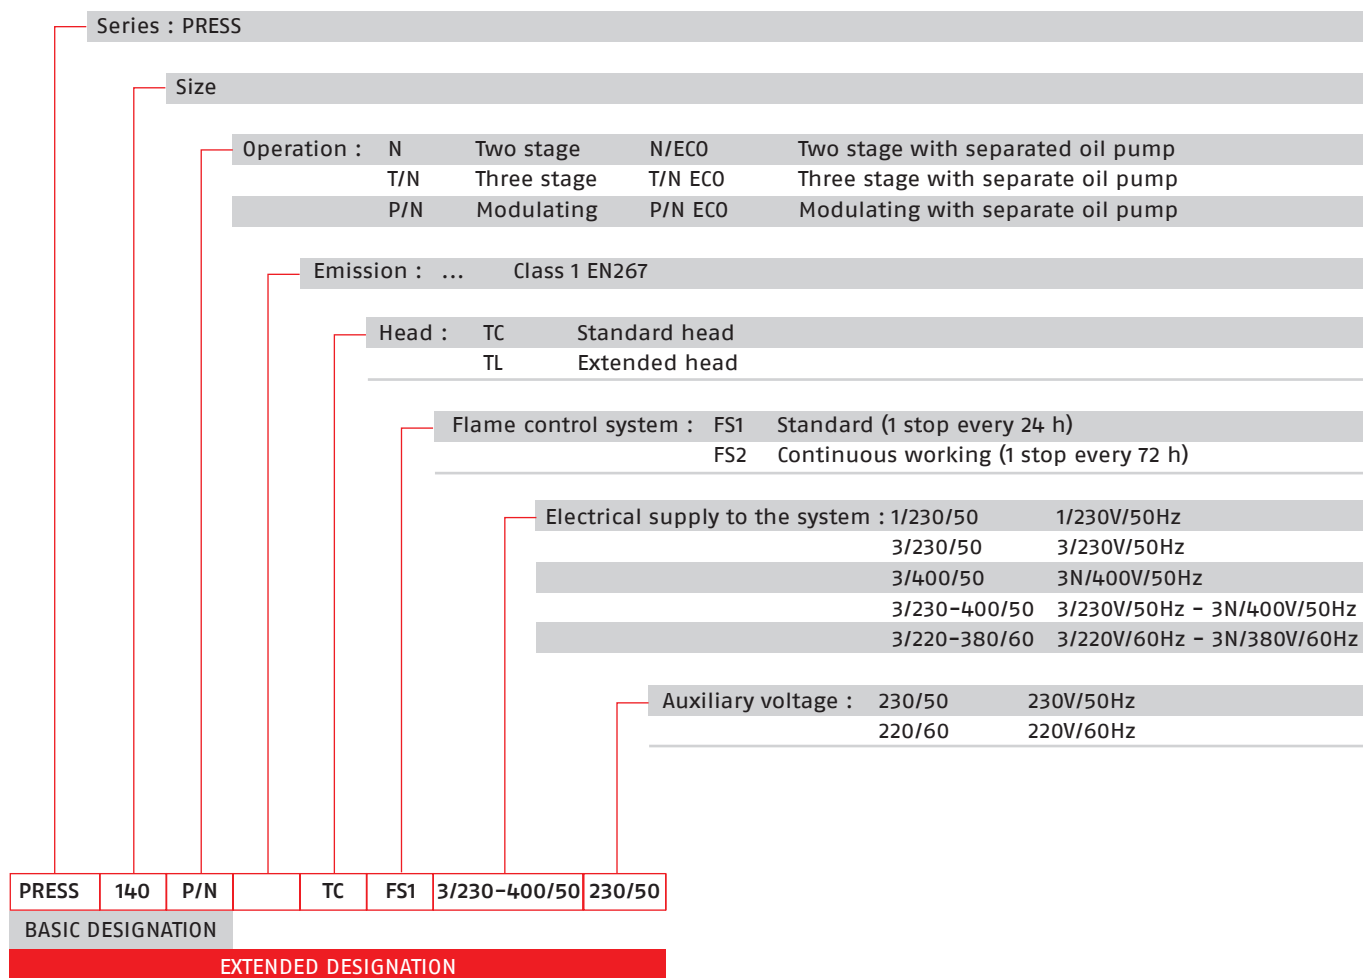 Series : PRESS
Size
Operation : N Two stage N/ECO Two stage with separated oil pump
T/N Three stage T/N ECO Three stage with separate oil pump
P/N Modulating P/N ECO Modulating with separate oil pump
Emission : ... Class 1 EN267
Head : TC Standard head
TL Extended head
Flame control system : FS1 Standard (1 stop every 24 h)
FS2 Continuous working (1 stop every 72 h)
Electrical supply to the system : 1/230/50 1/230V/50Hz
3/230/50 3/230V/50Hz
3/400/50 3N/400V/50Hz
3/230-400/50 3/230V/50Hz - 3N/400V/50Hz
3/220-380/60 3/220V/60Hz - 3N/380V/60Hz
Auxiliary voltage : 230/50 230V/50Hz
220/60 220V/60Hz
PRESS 140 P/N TC FS1 3/230-400/50 230/50
BASIC DESIGNATION
EXTENDED DESIGNATION